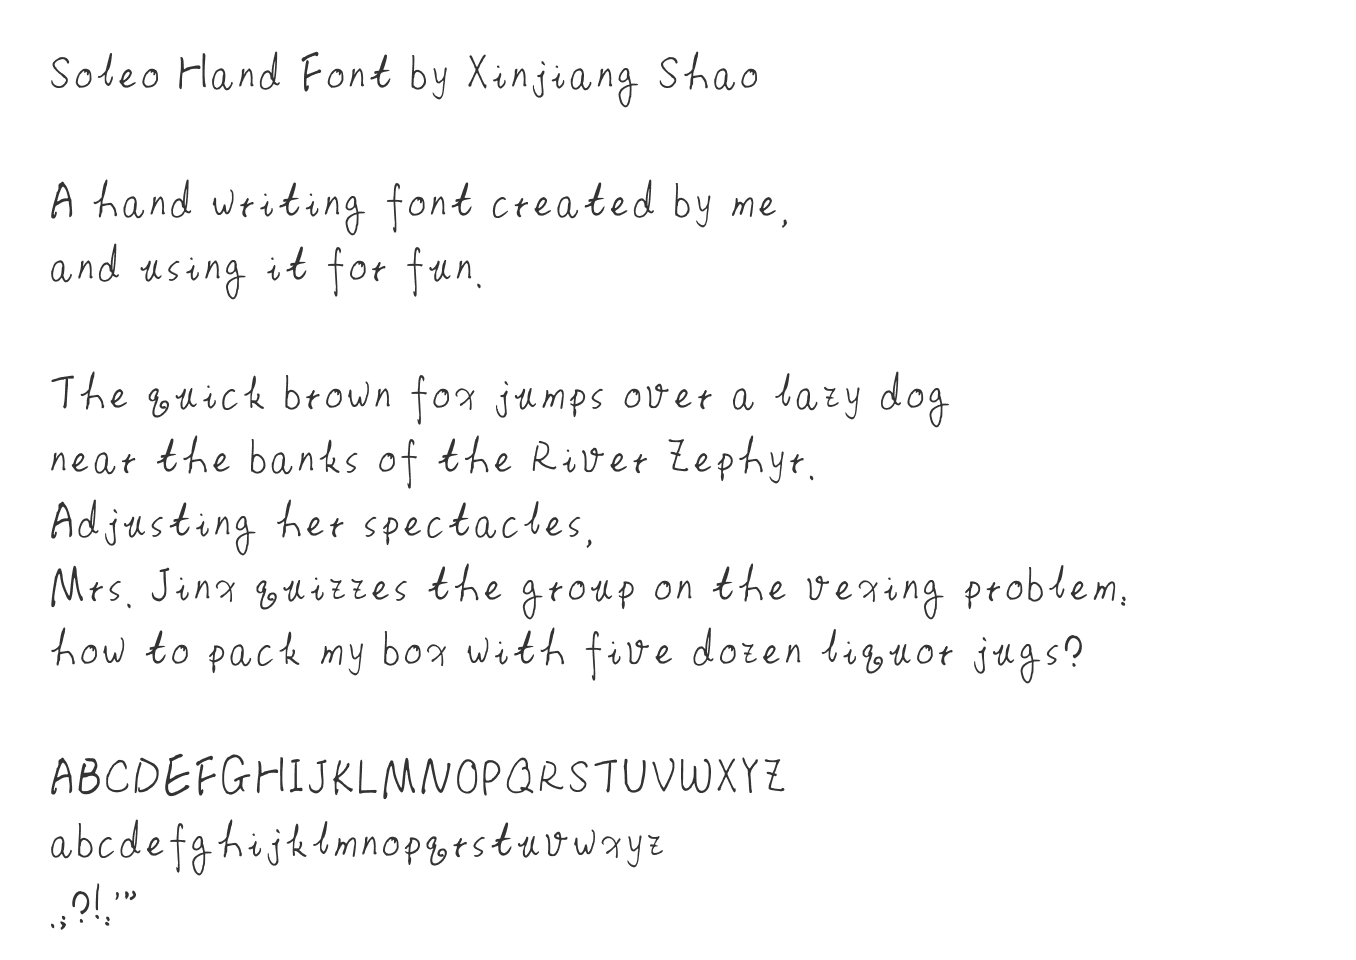 Soleo Hand Font by Xinjiang Shao
A hand writing font created by me,
and using it for fun.
The quick brown fox jumps over a lazy dog
near the banks of the River Zephyr.
Adjusting her spectacles,
Mrs. Jinx quizzes the group on the vexing problem:
how to pack my box with five dozen liquor jugs?
ABCDEFGHIJKLMNOPQRSTUVWXYZ
abcdefghijklmnopqrstuvwxyz
.;?!:'"